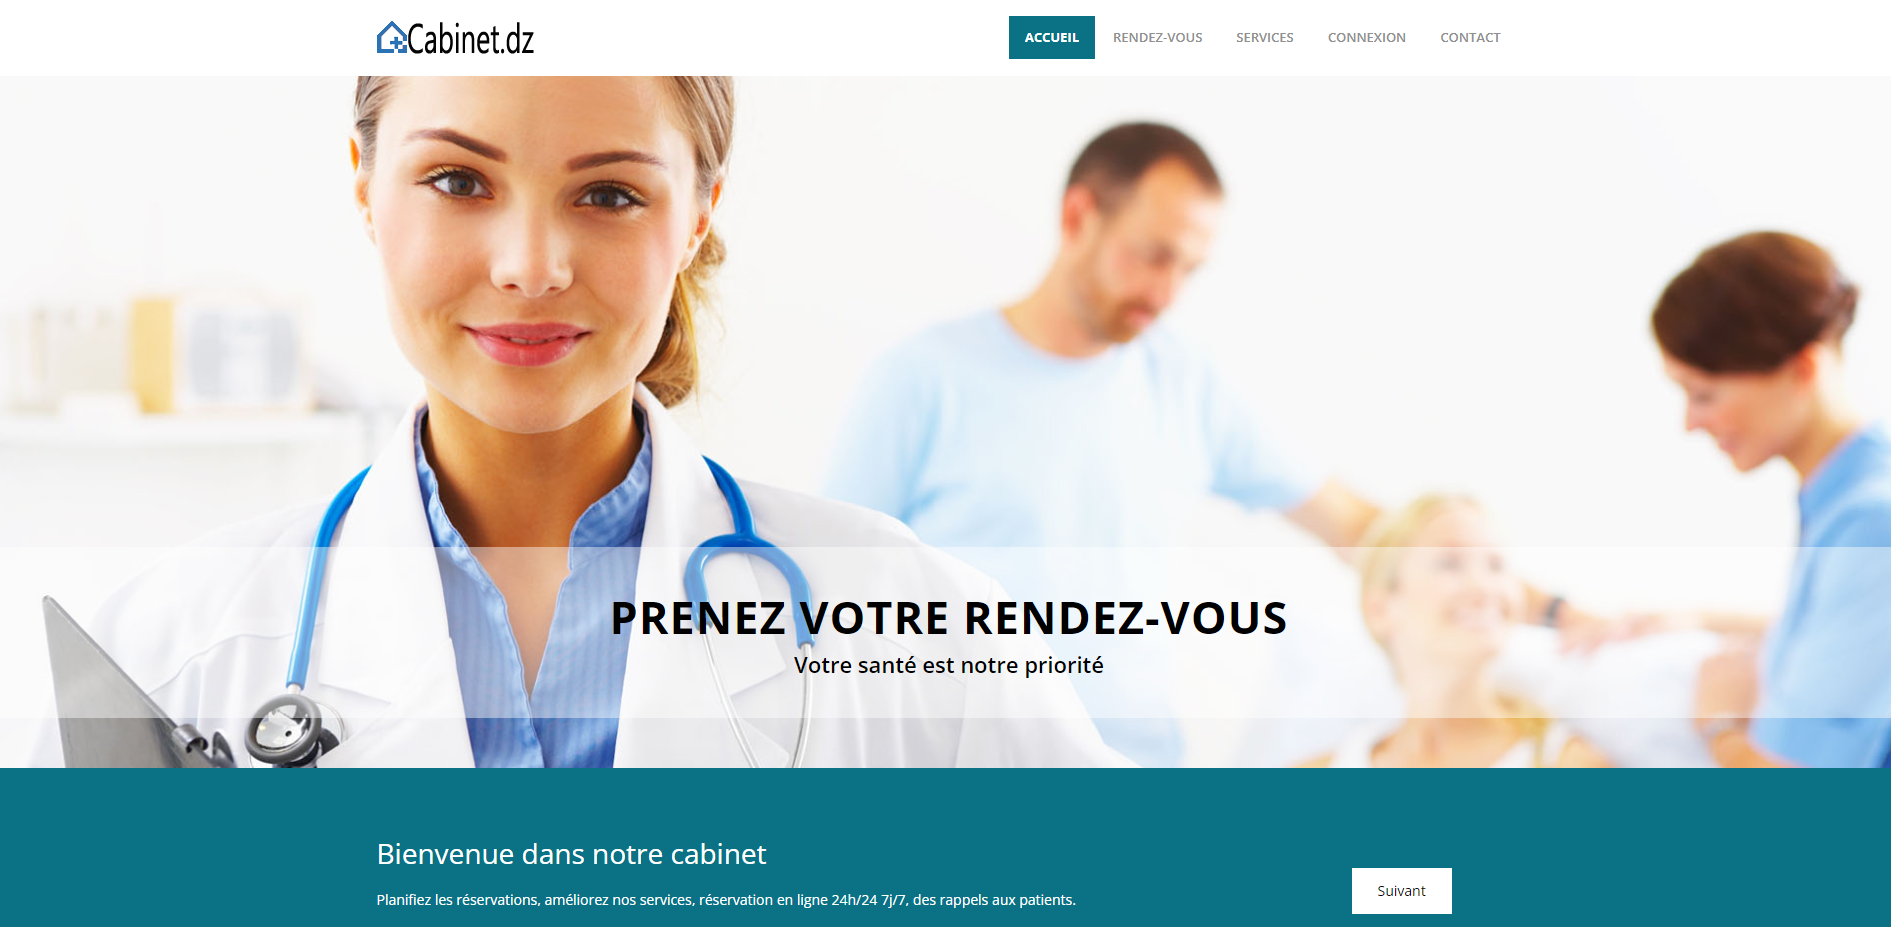 Cabinet.dz
ACCUEIL RENDEZ-VOUS SERVICES CONNEXION CONTACT
PRENEZ VOTRE RENDEZ-VOUS
Votre santé est notre priorité
Bienvenue dans notre cabinet
Planifiez les réservations, améliorez nos services, réservation en ligne 24h/24 7j/7, des rappels aux patients.
Suivant